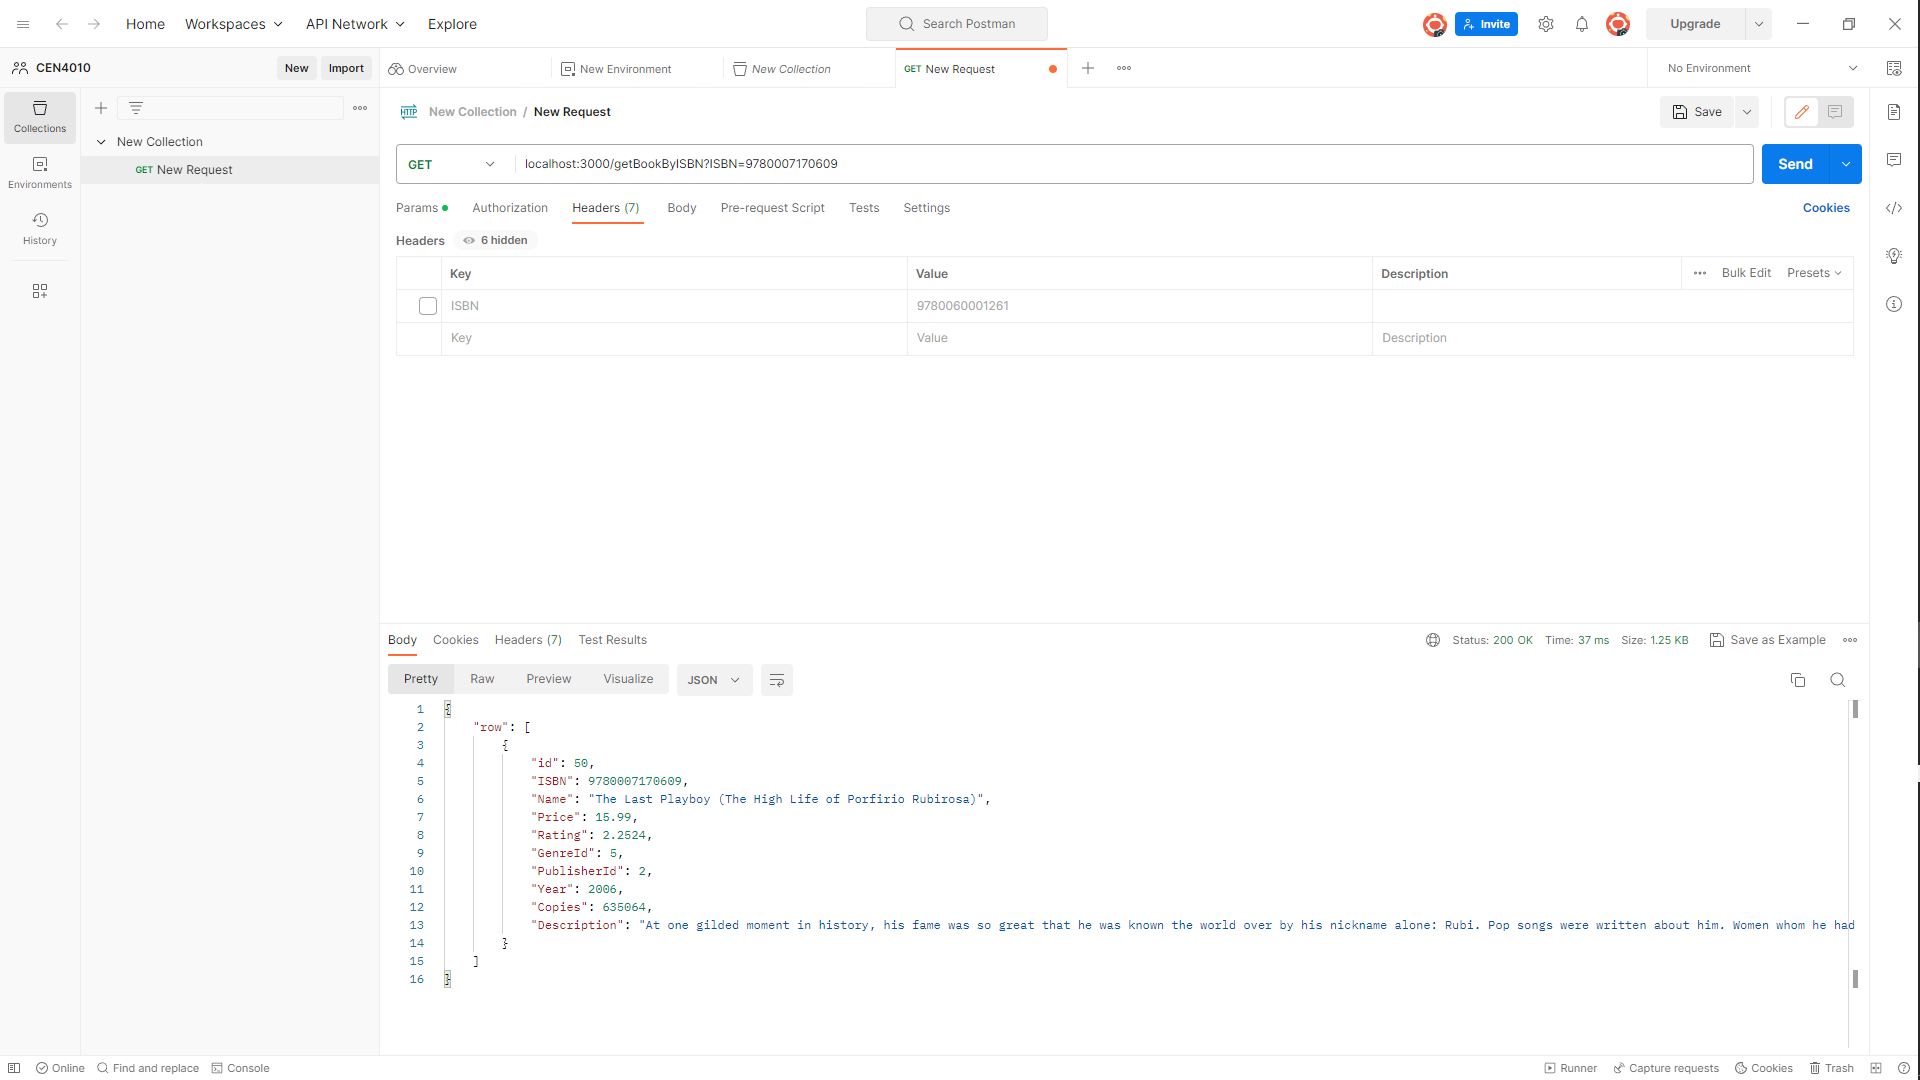 Home Workspaces API Network Explore Search Postman Invite Upgrade
CEN4010 New Import Overview New Environment New Collection GET New Request No Environment
Collections
Environments
History
New Collection
GET New Request
HTTP New Collection / New Request Save
GET localhost:3000/getBookByISBN?ISBN=9780007170609 Send
Params Authorization Headers (7) Body Pre-request Script Tests Settings Cookies
Headers 6 hidden
Key Value Description Bulk Edit Presets
ISBN 9780060001261
Key Value Description
Body Cookies Headers (7) Test Results Status: 200 OK Time: 37 ms Size: 1.25 KB Save as Example
Pretty Raw Preview Visualize JSON
1 {
2 "row": [
3 {
4 "id": 50,
5 "ISBN": 9780007170609,
6 "Name": "The Last Playboy (The High Life of Porfirio Rubirosa)",
7 "Price": 15.99,
8 "Rating": 2.2524,
9 "GenreId": 5,
10 "PublisherId": 2,
11 "Year": 2006,
12 "Copies": 635064,
13 "Description": "At one gilded moment in history, his fame was so great that he was known the world over by his nickname alone: Rubi. Pop songs were written about him. Women whom he had
14 }
15 ]
16 }
Online Find and replace Console Runner Capture requests Cookies Trash